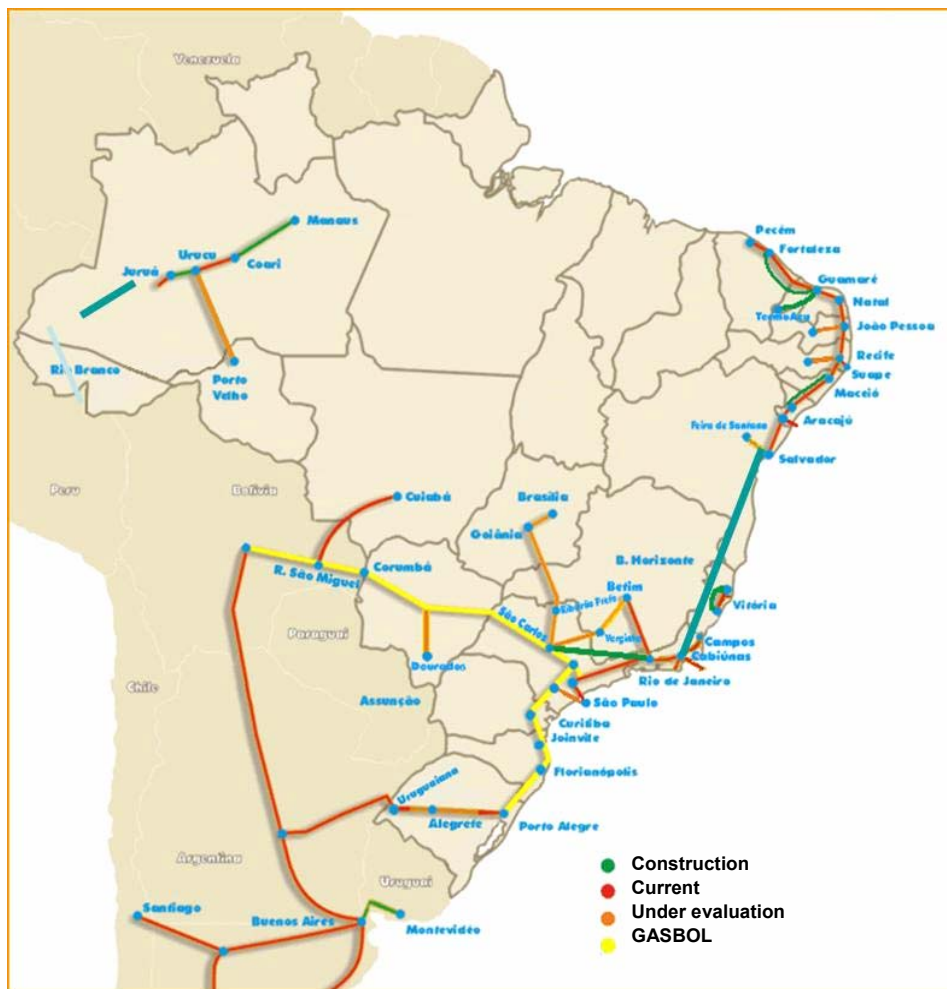 Venezuela
Manaus
Urucu
Juruá
Coari
Pecém
Fortaleza
Guamaré
Natal
TermoAçu
João Pessoa
Rio Branco
Porto
Velho
Recife
Suape
Maceió
Aracajú
Feira de Santana
Salvador
Peru
Bolivia
Cuiabá
Brasília
Goiânia
B. Horizonte
R. São Miguel
Corumbá
Betim
Ribeirão Preto
São Carlos
Varginha
Vitória
Paraguai
Campos
Cabiúnas
Dourados
Rio de Janeiro
Chile
Assunção
São Paulo
Curitiba
Joinvile
Florianópolis
Uruguaiana
Alegrete
Porto Alegre
Argentina
Uruguai
Santiago
Buenos Aires
Montevidéo
Construction
Current
Under evaluation
GASBOL